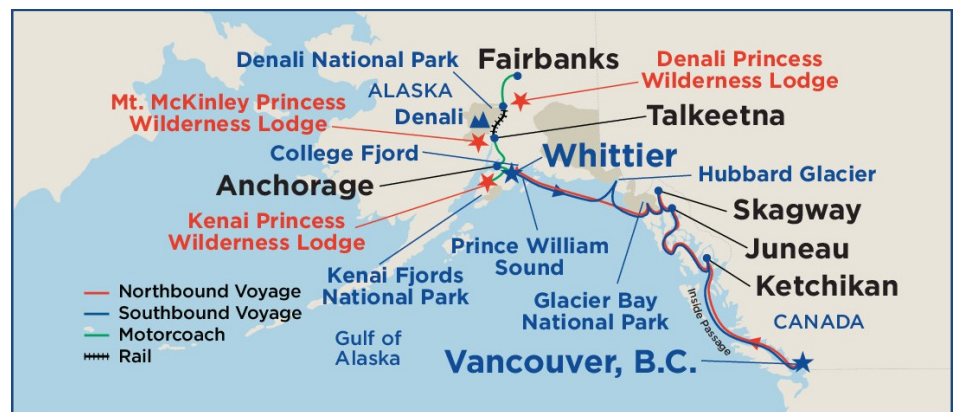 Denali National Park
Fairbanks
Denali Princess
Wilderness Lodge
ALASKA
Mt. McKinley Princess
Wilderness Lodge
Denali
Talkeetna
College Fjord
Whittier
Hubbard Glacier
Anchorage
Skagway
Kenai Princess
Wilderness Lodge
Prince William
Sound
Juneau
Kenai Fjords
National Park
Ketchikan
Glacier Bay
National Park
Northbound Voyage
Southbound Voyage
Motorcoach
Rail
Gulf of
Alaska
Inside Passage
CANADA
Vancouver, B.C.